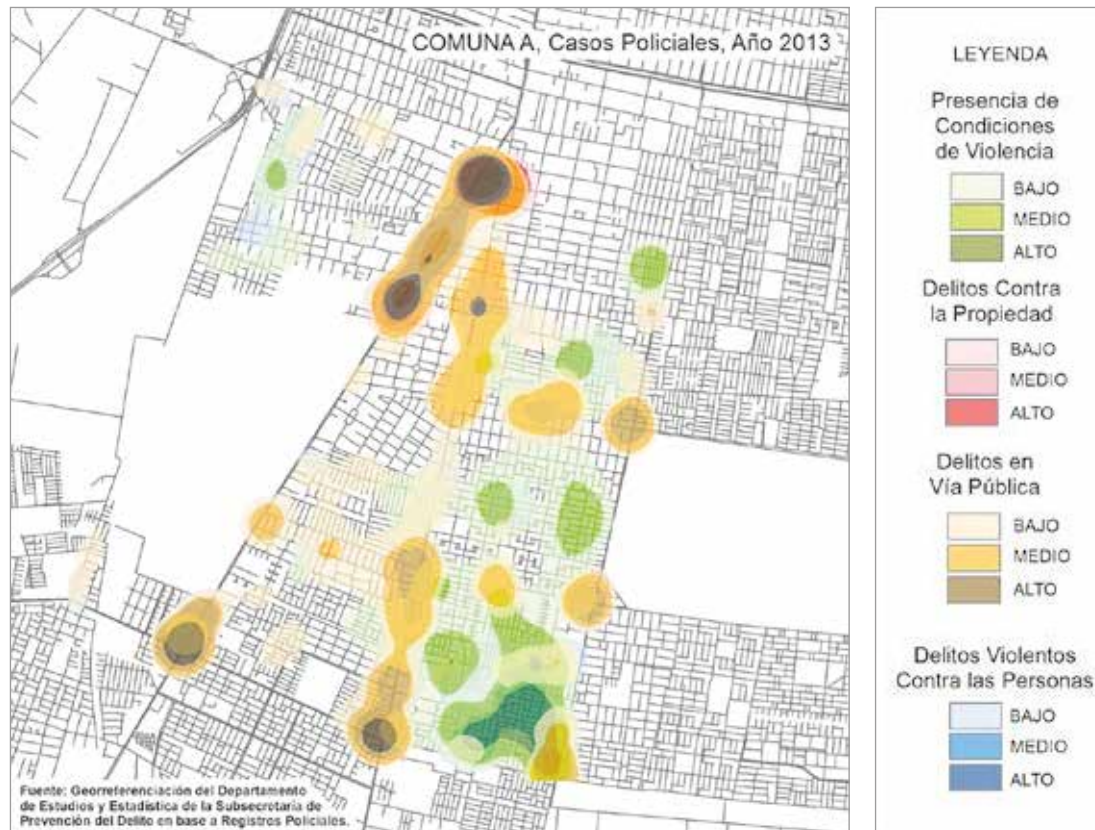 COMUNA A, Casos Policiales, Año 2013
Fuente: Georreferenciación del Departamento
de Estudios y Estadística de la Subsecretaría de
Prevención del Delito en base a Registros Policiales.
LEYENDA
Presencia de
Condiciones
de Violencia
BAJO
MEDIO
ALTO
Delitos Contra
la Propiedad
BAJO
MEDIO
ALTO
Delitos en
Vía Pública
BAJO
MEDIO
ALTO
Delitos Violentos
Contra las Personas
BAJO
MEDIO
ALTO